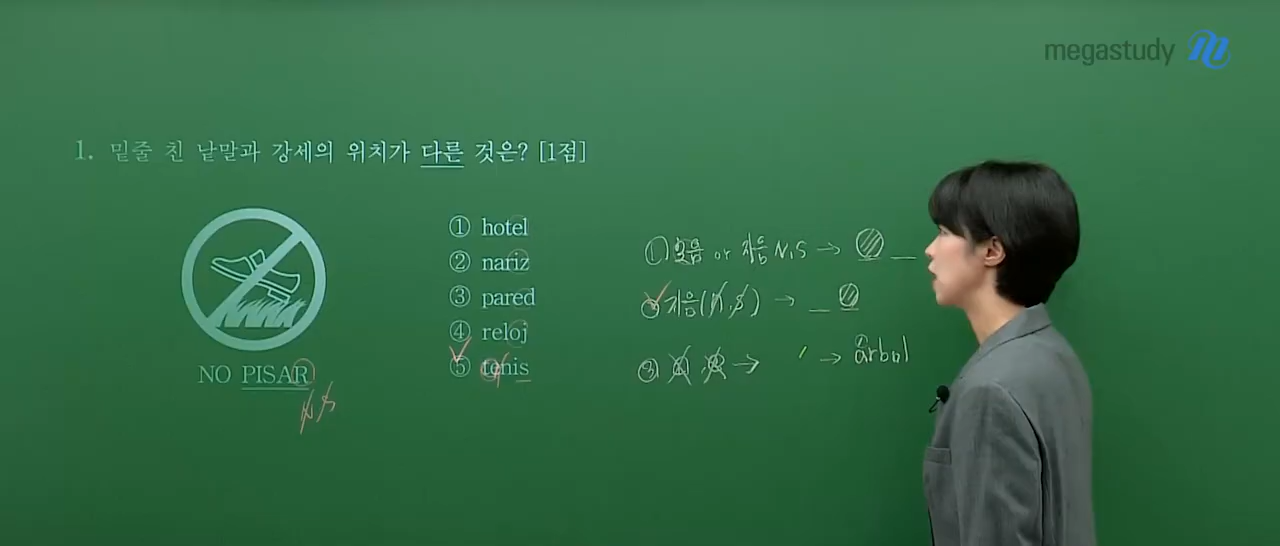 megastudy
1. 밑줄 친 낱말과 강세의 위치가 다른 것은? [1점]
NO PISAR
N, S
① hotel
② nariz
③ pared
④ reloj
⑤ tenis
① 모음 or 자음 N,S →
② 자음(n,s) →
③ ①, ② → ′ → árbol